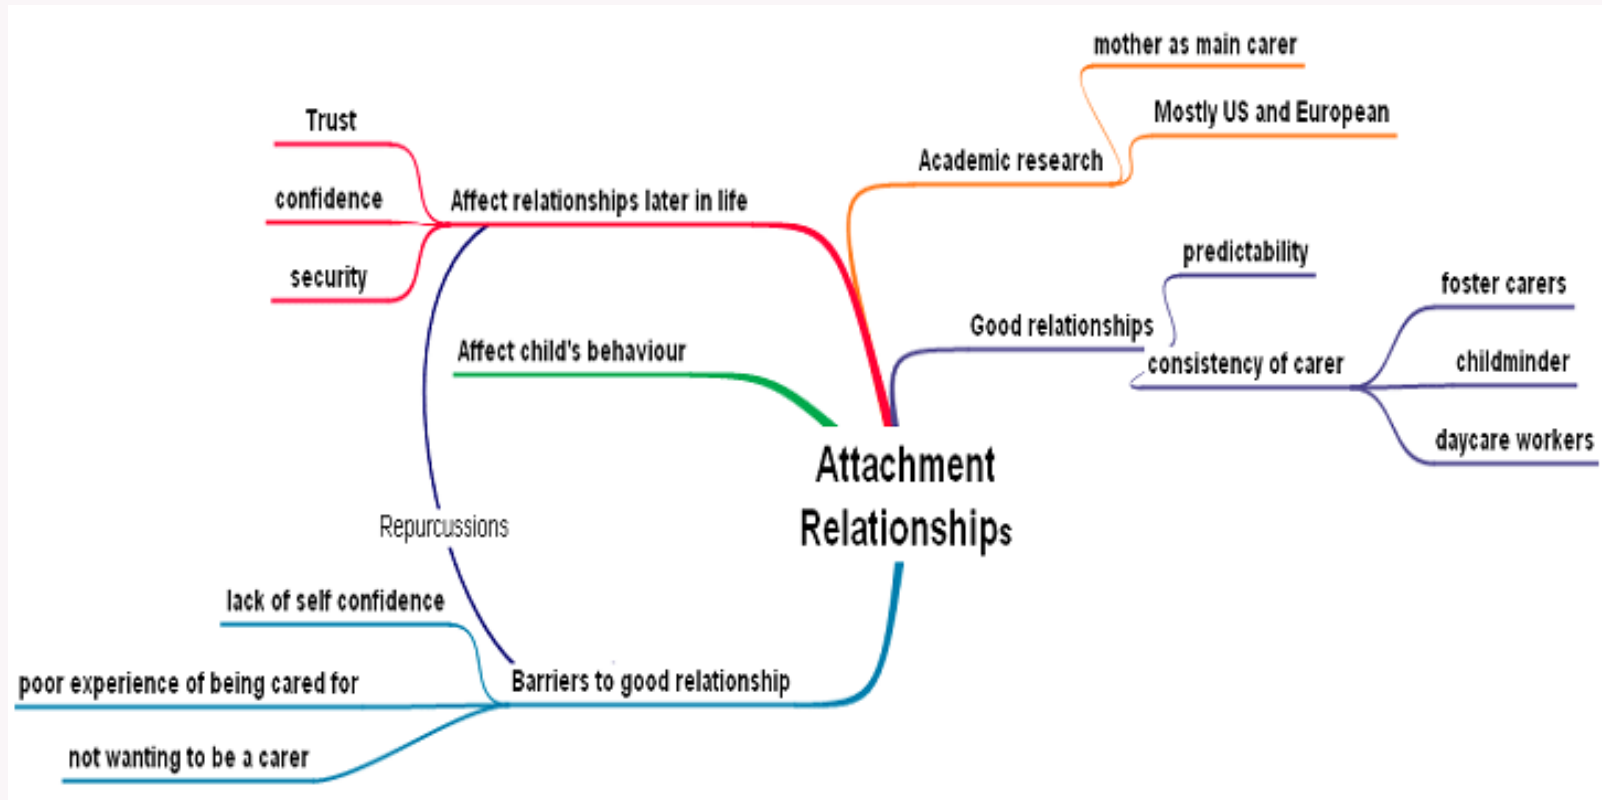 mother as main carer
Mostly US and European
Academic research
Trust
confidence
security
Affect relationships later in life
predictability
Good relationships
consistency of carer
foster carers
childminder
daycare workers
Affect child's behaviour
Attachment
Relationships
Repurcussions
lack of self confidence
poor experience of being cared for
not wanting to be a carer
Barriers to good relationship